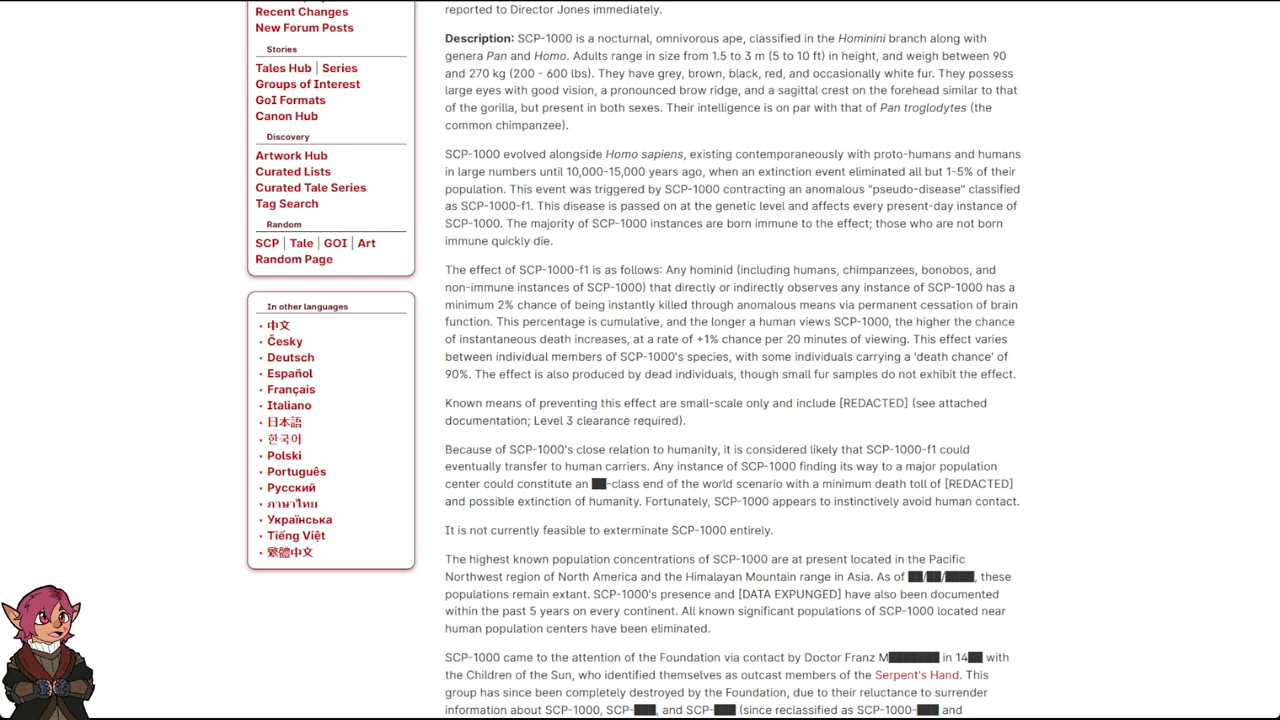 Recent Changes
New Forum Posts
Stories
Tales Hub | Series
Groups of Interest
GoI Formats
Canon Hub
Discovery
Artwork Hub
Curated Lists
Curated Tale Series
Tag Search
Random
SCP | Tale | GOI | Art
Random Page
In other languages
中文
Česky
Deutsch
Español
Français
Italiano
日本語
한국어
Polski
Português
Русский
ภาษาไทย
Українська
Tiếng Việt
繁體中文
reported to Director Jones immediately.
Description: SCP-1000 is a nocturnal, omnivorous ape, classified in the Hominini branch along with
genera Pan and Homo. Adults range in size from 1.5 to 3 m (5 to 10 ft) in height, and weigh between 90
and 270 kg (200 - 600 lbs). They have grey, brown, black, red, and occasionally white fur. They possess
large eyes with good vision, a pronounced brow ridge, and a sagittal crest on the forehead similar to that
of the gorilla, but present in both sexes. Their intelligence is on par with that of Pan troglodytes (the
common chimpanzee).
SCP-1000 evolved alongside Homo sapiens, existing contemporaneously with proto-humans and humans
in large numbers until 10,000-15,000 years ago, when an extinction event eliminated all but 1-5% of their
population. This event was triggered by SCP-1000 contracting an anomalous "pseudo-disease" classified
as SCP-1000-f1. This disease is passed on at the genetic level and affects every present-day instance of
SCP-1000. The majority of SCP-1000 instances are born immune to the effect; those who are not born
immune quickly die.
The effect of SCP-1000-f1 is as follows: Any hominid (including humans, chimpanzees, bonobos, and
non-immune instances of SCP-1000) that directly or indirectly observes any instance of SCP-1000 has a
minimum 2% chance of being instantly killed through anomalous means via permanent cessation of brain
function. This percentage is cumulative, and the longer a human views SCP-1000, the higher the chance
of instantaneous death increases, at a rate of +1% chance per 20 minutes of viewing. This effect varies
between individual members of SCP-1000's species, with some individuals carrying a 'death chance' of
90%. The effect is also produced by dead individuals, though small fur samples do not exhibit the effect.
Known means of preventing this effect are small-scale only and include [REDACTED] (see attached
documentation; Level 3 clearance required).
Because of SCP-1000's close relation to humanity, it is considered likely that SCP-1000-f1 could
eventually transfer to human carriers. Any instance of SCP-1000 finding its way to a major population
center could constitute an ██-class end of the world scenario with a minimum death toll of [REDACTED]
and possible extinction of humanity. Fortunately, SCP-1000 appears to instinctively avoid human contact.
It is not currently feasible to exterminate SCP-1000 entirely.
The highest known population concentrations of SCP-1000 are at present located in the Pacific
Northwest region of North America and the Himalayan Mountain range in Asia. As of ██/██/████, these
populations remain extant. SCP-1000's presence and [DATA EXPUNGED] have also been documented
within the past 5 years on every continent. All known significant populations of SCP-1000 located near
human population centers have been eliminated.
SCP-1000 came to the attention of the Foundation via contact by Doctor Franz M███████ in 14██ with
the Children of the Sun, who identified themselves as outcast members of the Serpent's Hand. This
group has since been completely destroyed by the Foundation, due to their reluctance to surrender
information about SCP-1000, SCP-███, and SCP-███ (since reclassified as SCP-1000-███ and